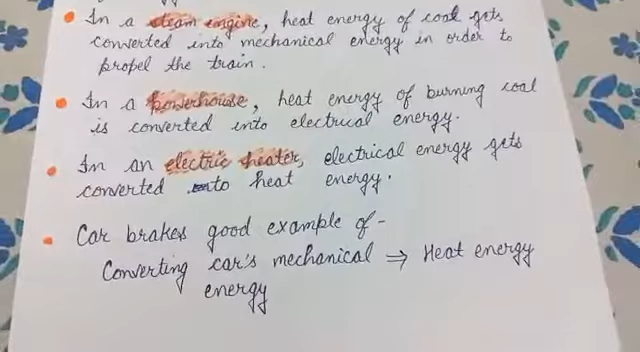 In a steam engine, heat energy of coal gets
converted into mechanical energy in order to
propel the train.
In a powerhouse, heat energy of burning coal
is converted into electrical energy.
In an electric heater, electrical energy gets
converted into heat energy.
Car brakes good example of -
Converting car's mechanical ⇒ Heat energy
energy